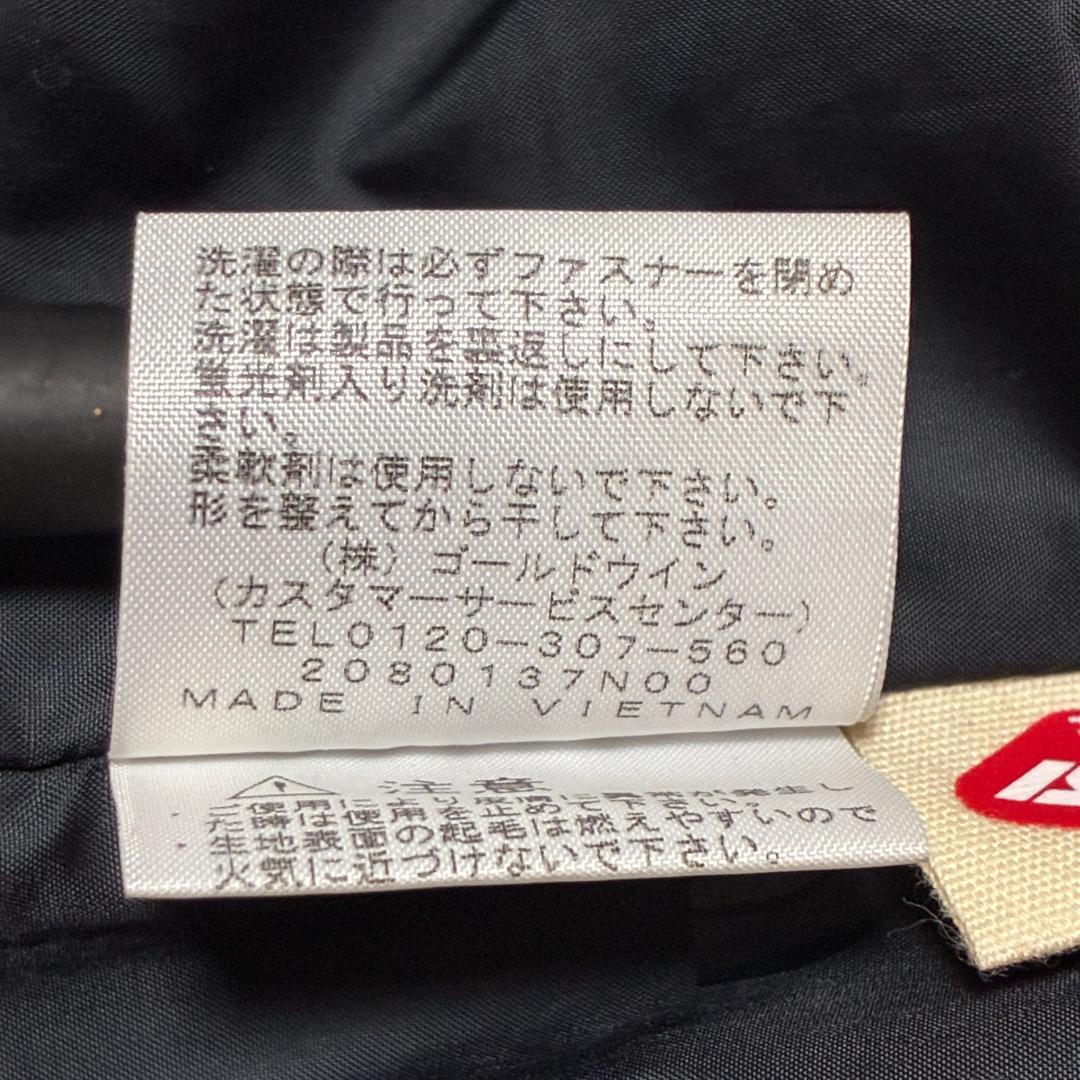 洗濯の際は必ずファスナーを閉め
た状態で行って下さい。
洗濯は製品を裏返しにして下さい。
蛍光剤入り洗剤は使用しないで下
さい。
柔軟剤は使用しないで下さい。
形を整えてから干して下さい。
(株)ゴールドウイン
(カスタマーサービスセンター)
TEL0120-307-560
2080137N00
MADE IN VIETNAM
注意
生地表面の起毛は燃えやすいので
火気に近づけないで下さい。